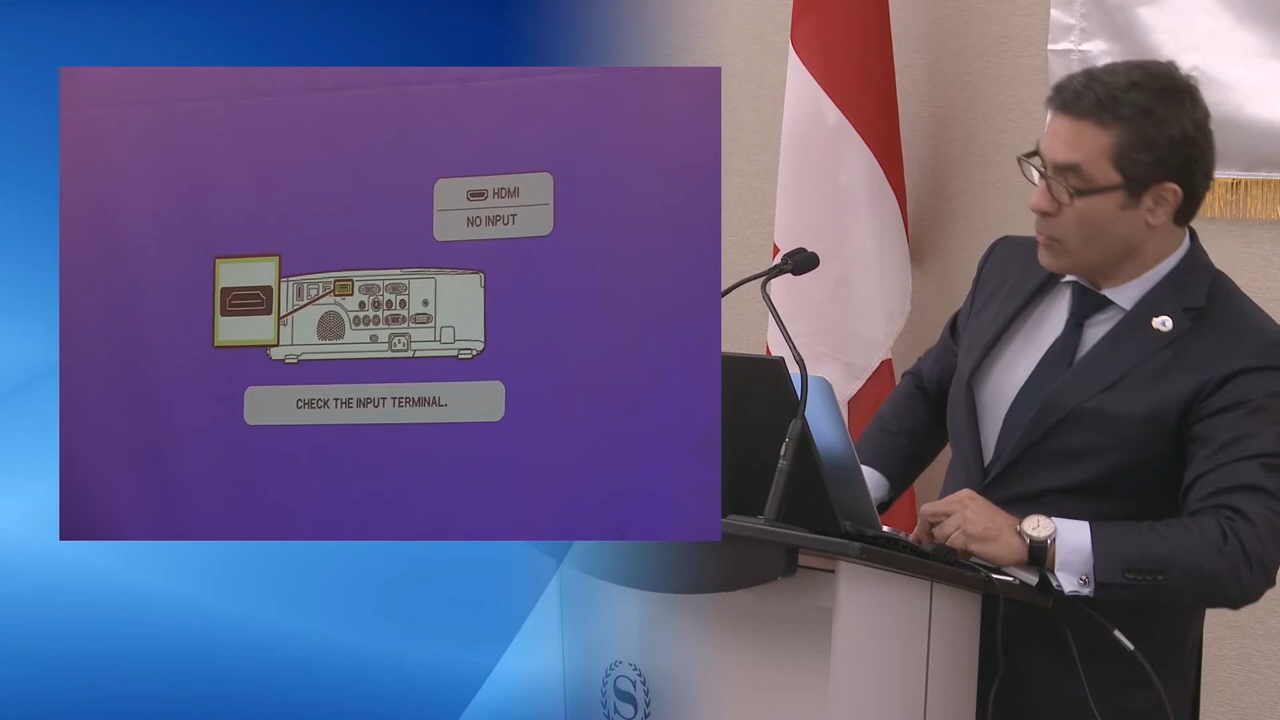 HDMI
NO INPUT
CHECK THE INPUT TERMINAL.
S